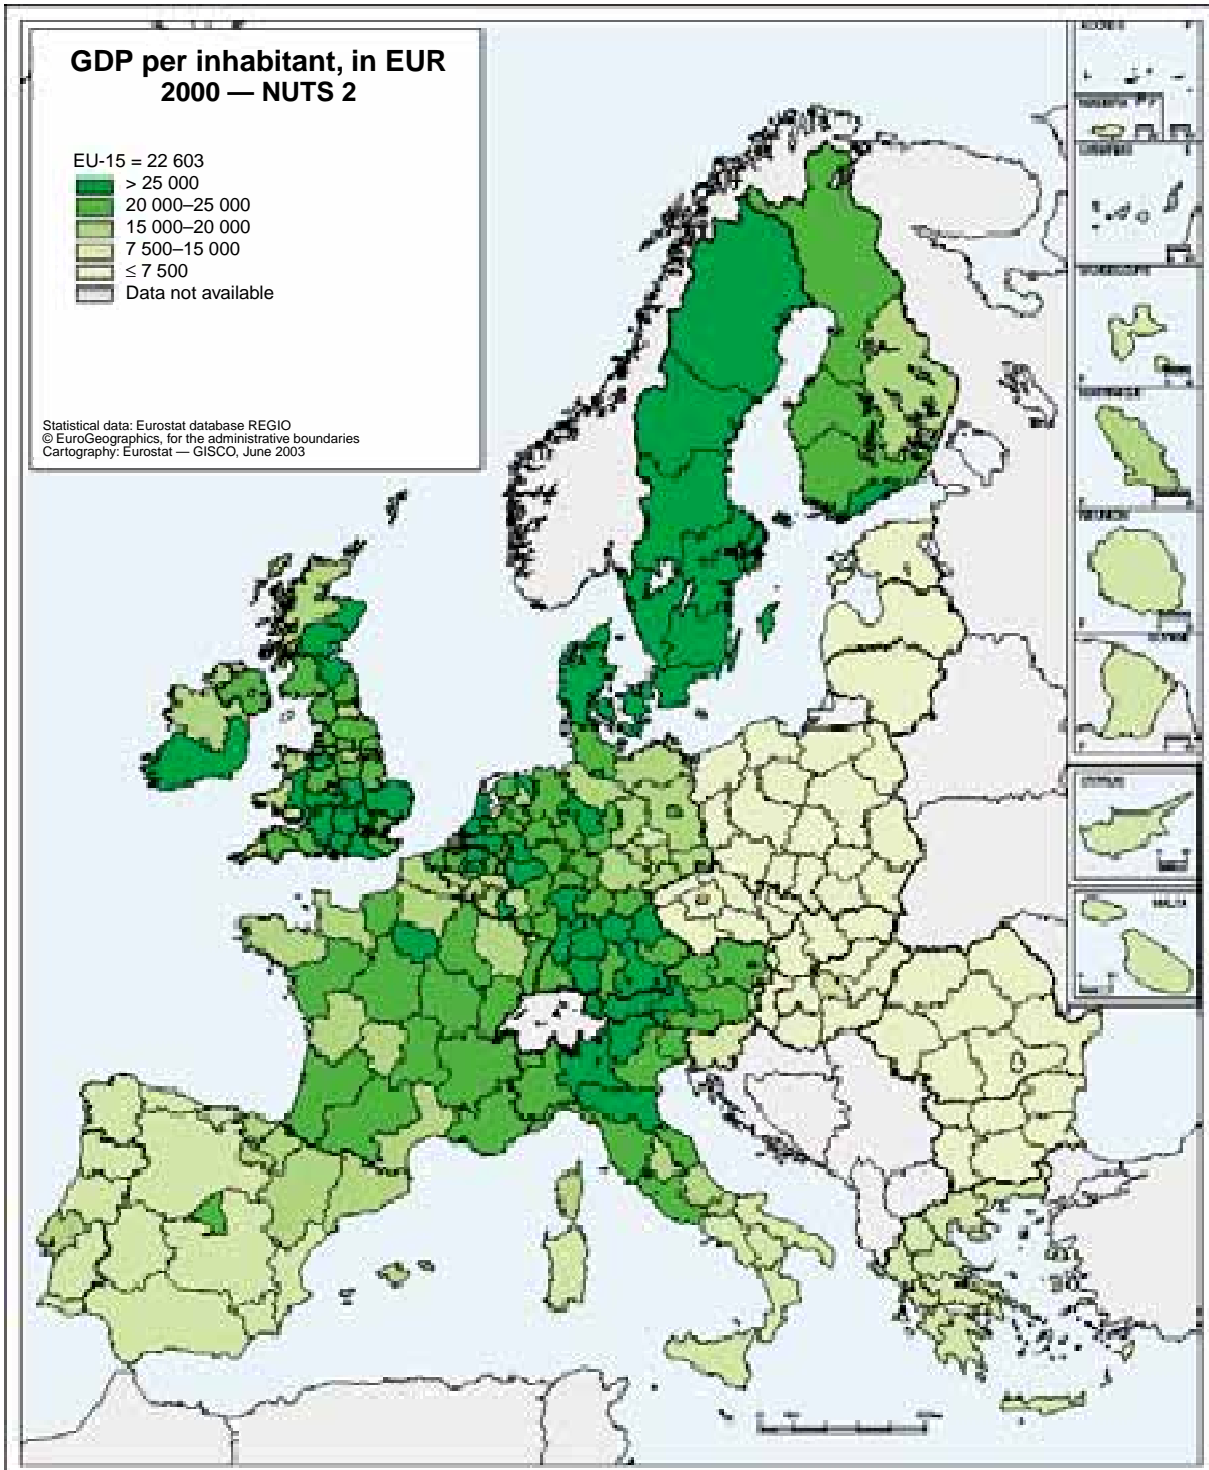 GDP per inhabitant, in EUR
2000 — NUTS 2
EU-15 = 22 603
> 25 000
20 000–25 000
15 000–20 000
7 500–15 000
≤ 7 500
Data not available
Statistical data: Eurostat database REGIO
© EuroGeographics, for the administrative boundaries
Cartography: Eurostat — GISCO, June 2003
MALTA